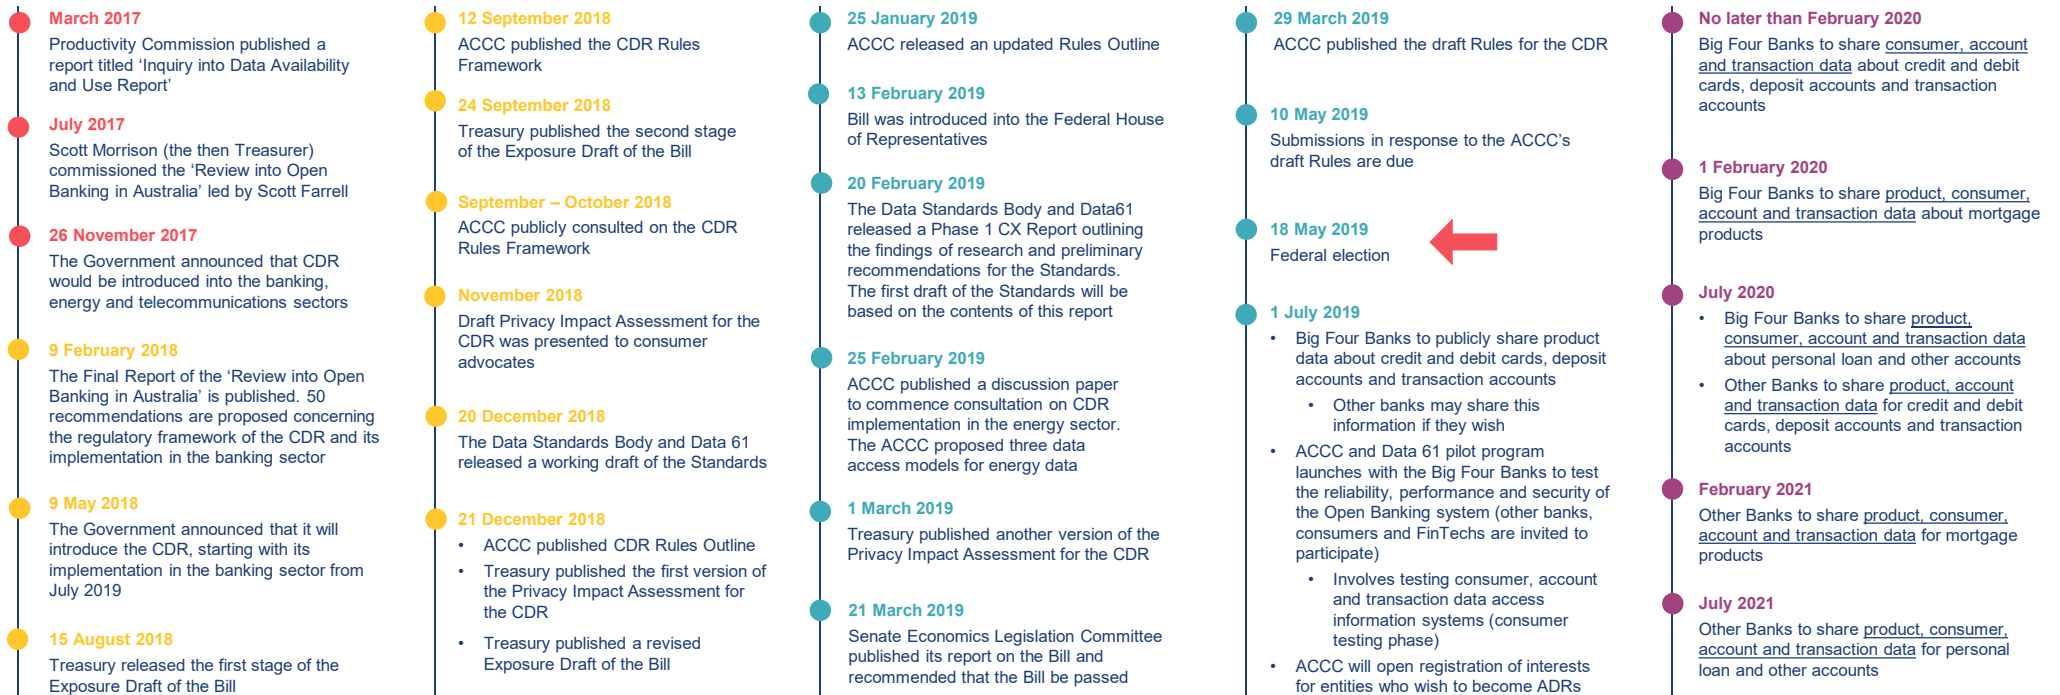 March 2017
Productivity Commission published a
report titled ‘Inquiry into Data Availability
and Use Report’
July 2017
Scott Morrison (the then Treasurer)
commissioned the ‘Review into Open
Banking in Australia’ led by Scott Farrell
26 November 2017
The Government announced that CDR
would be introduced into the banking,
energy and telecommunications sectors
9 February 2018
The Final Report of the ‘Review into Open
Banking in Australia’ is published. 50
recommendations are proposed concerning
the regulatory framework of the CDR and its
implementation in the banking sector
9 May 2018
The Government announced that it will
introduce the CDR, starting with its
implementation in the banking sector from
July 2019
15 August 2018
Treasury released the first stage of the
Exposure Draft of the Bill
12 September 2018
ACCC published the CDR Rules
Framework
24 September 2018
Treasury published the second stage
of the Exposure Draft of the Bill
September – October 2018
ACCC publicly consulted on the CDR
Rules Framework
November 2018
Draft Privacy Impact Assessment for the
CDR was presented to consumer
advocates
20 December 2018
The Data Standards Body and Data 61
released a working draft of the Standards
21 December 2018
• ACCC published CDR Rules Outline
• Treasury published the first version of
the Privacy Impact Assessment for
the CDR
• Treasury published a revised
Exposure Draft of the Bill
25 January 2019
ACCC released an updated Rules Outline
13 February 2019
Bill was introduced into the Federal House
of Representatives
20 February 2019
The Data Standards Body and Data61
released a Phase 1 CX Report outlining
the findings of research and preliminary
recommendations for the Standards.
The first draft of the Standards will be
based on the contents of this report
25 February 2019
ACCC published a discussion paper
to commence consultation on CDR
implementation in the energy sector.
The ACCC proposed three data
access models for energy data
1 March 2019
Treasury published another version of the
Privacy Impact Assessment for the CDR
21 March 2019
Senate Economics Legislation Committee
published its report on the Bill and
recommended that the Bill be passed
29 March 2019
ACCC published the draft Rules for the CDR
10 May 2019
Submissions in response to the ACCC’s
draft Rules are due
18 May 2019
Federal election
1 July 2019
• Big Four Banks to publicly share product
data about credit and debit cards, deposit
accounts and transaction accounts
• Other banks may share this
information if they wish
• ACCC and Data 61 pilot program
launches with the Big Four Banks to test
the reliability, performance and security of
the Open Banking system (other banks,
consumers and FinTechs are invited to
participate)
• Involves testing consumer, account
and transaction data access
information systems (consumer
testing phase)
• ACCC will open registration of interests
for entities who wish to become ADRs
No later than February 2020
Big Four Banks to share consumer, account
and transaction data about credit and debit
cards, deposit accounts and transaction
accounts
1 February 2020
Big Four Banks to share product, consumer,
account and transaction data about mortgage
products
July 2020
• Big Four Banks to share product,
consumer, account and transaction data
about personal loan and other accounts
• Other Banks to share product, account
and transaction data for credit and debit
cards, deposit accounts and transaction
accounts
February 2021
Other Banks to share product, consumer,
account and transaction data for mortgage
products
July 2021
Other Banks to share product, consumer,
account and transaction data for personal
loan and other accounts